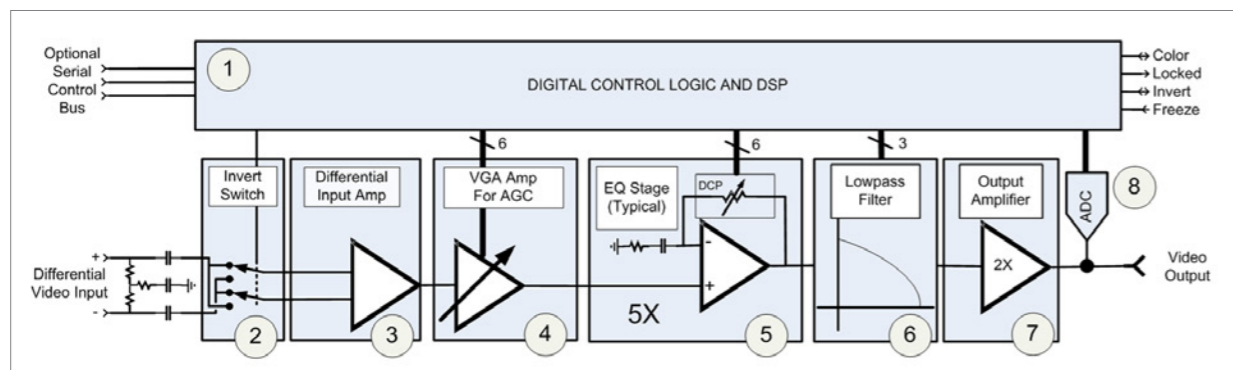 Optional
Serial
Control
Bus
1
DIGITAL CONTROL LOGIC AND DSP
Color
Locked
Invert
Freeze
6
6
3
Invert
Switch
Differential
Input Amp
VGA Amp
For AGC
EQ Stage
(Typical)
DCP
Lowpass
Filter
Output
Amplifier
ADC
8
+
Differential
Video Input
-
-
+
5X
2X
Video
Output
2
3
4
5
6
7